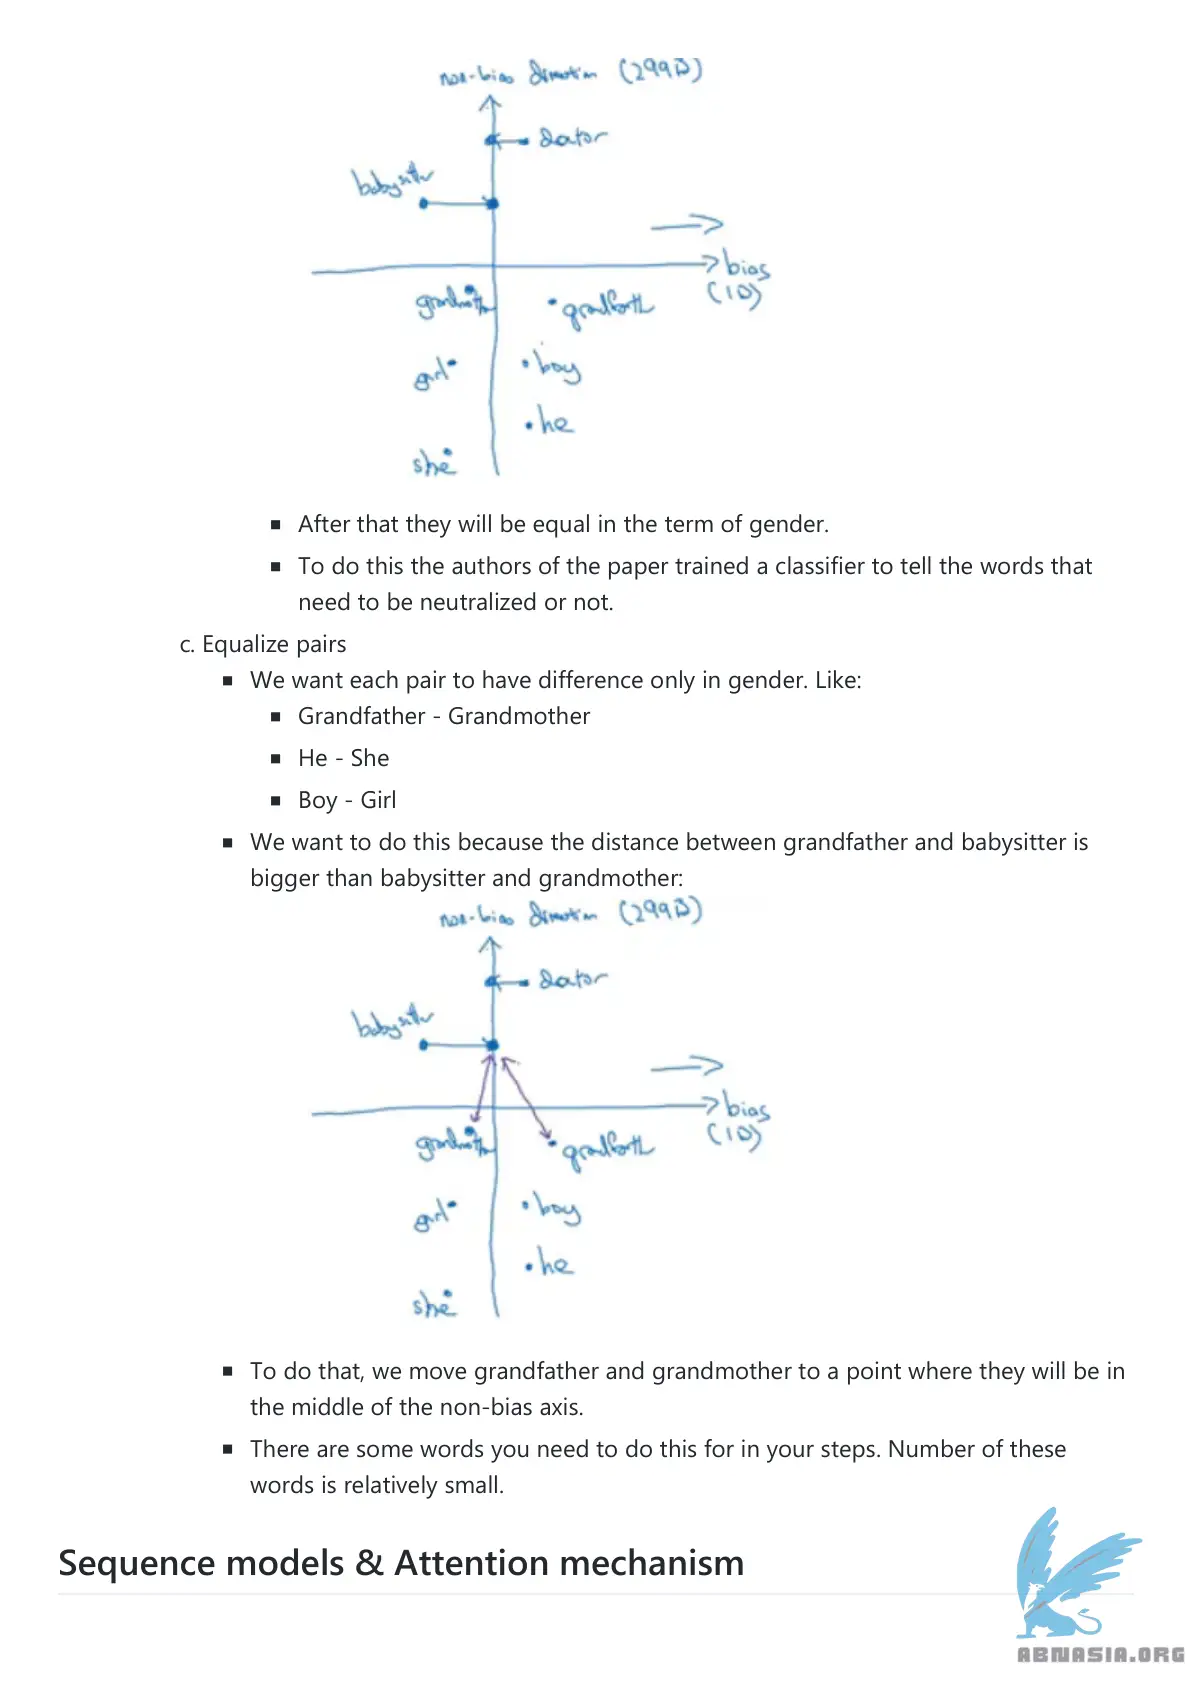 non-bias direction (299D)
doctor
babysitter
bias
(1D)
boy
girl
he
she
After that they will be equal in the term of gender.
To do this the authors of the paper trained a classifier to tell the words that
need to be neutralized or not.
c. Equalize pairs
We want each pair to have difference only in gender. Like:
Grandfather - Grandmother
He - She
Boy - Girl
We want to do this because the distance between grandfather and babysitter is
bigger than babysitter and grandmother:
non-bias direction (299D)
doctor
babysitter
bias
(1D)
boy
girl
he
she
To do that, we move grandfather and grandmother to a point where they will be in
the middle of the non-bias axis.
There are some words you need to do this for in your steps. Number of these
words is relatively small.
Sequence models & Attention mechanism
ABNASIA.ORG